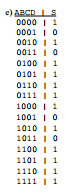 c) ABCD | S
0000 | 1
0001 | 0
0010 | 1
0011 | 0
0100 | 1
0101 | 1
0110 | 1
0111 | 1
1000 | 1
1001 | 0
1010 | 1
1011 | 0
1100 | 1
1101 | 1
1110 | 1
1111 | 1